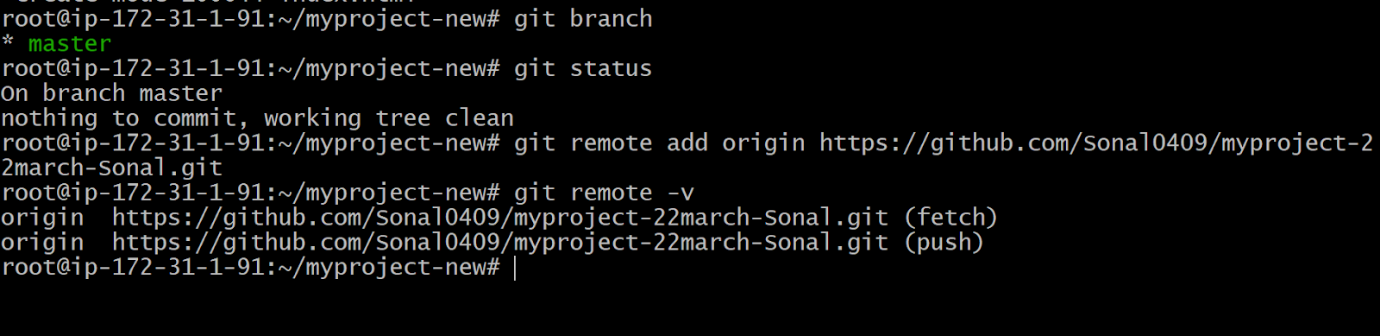 root@ip-172-31-1-91:~/myproject-new# git branch
* master
root@ip-172-31-1-91:~/myproject-new# git status
On branch master
nothing to commit, working tree clean
root@ip-172-31-1-91:~/myproject-new# git remote add origin https://github.com/Sonal0409/myproject-2
2march-Sonal.git
root@ip-172-31-1-91:~/myproject-new# git remote -v
origin  https://github.com/Sonal0409/myproject-22march-Sonal.git (fetch)
origin  https://github.com/Sonal0409/myproject-22march-Sonal.git (push)
root@ip-172-31-1-91:~/myproject-new#